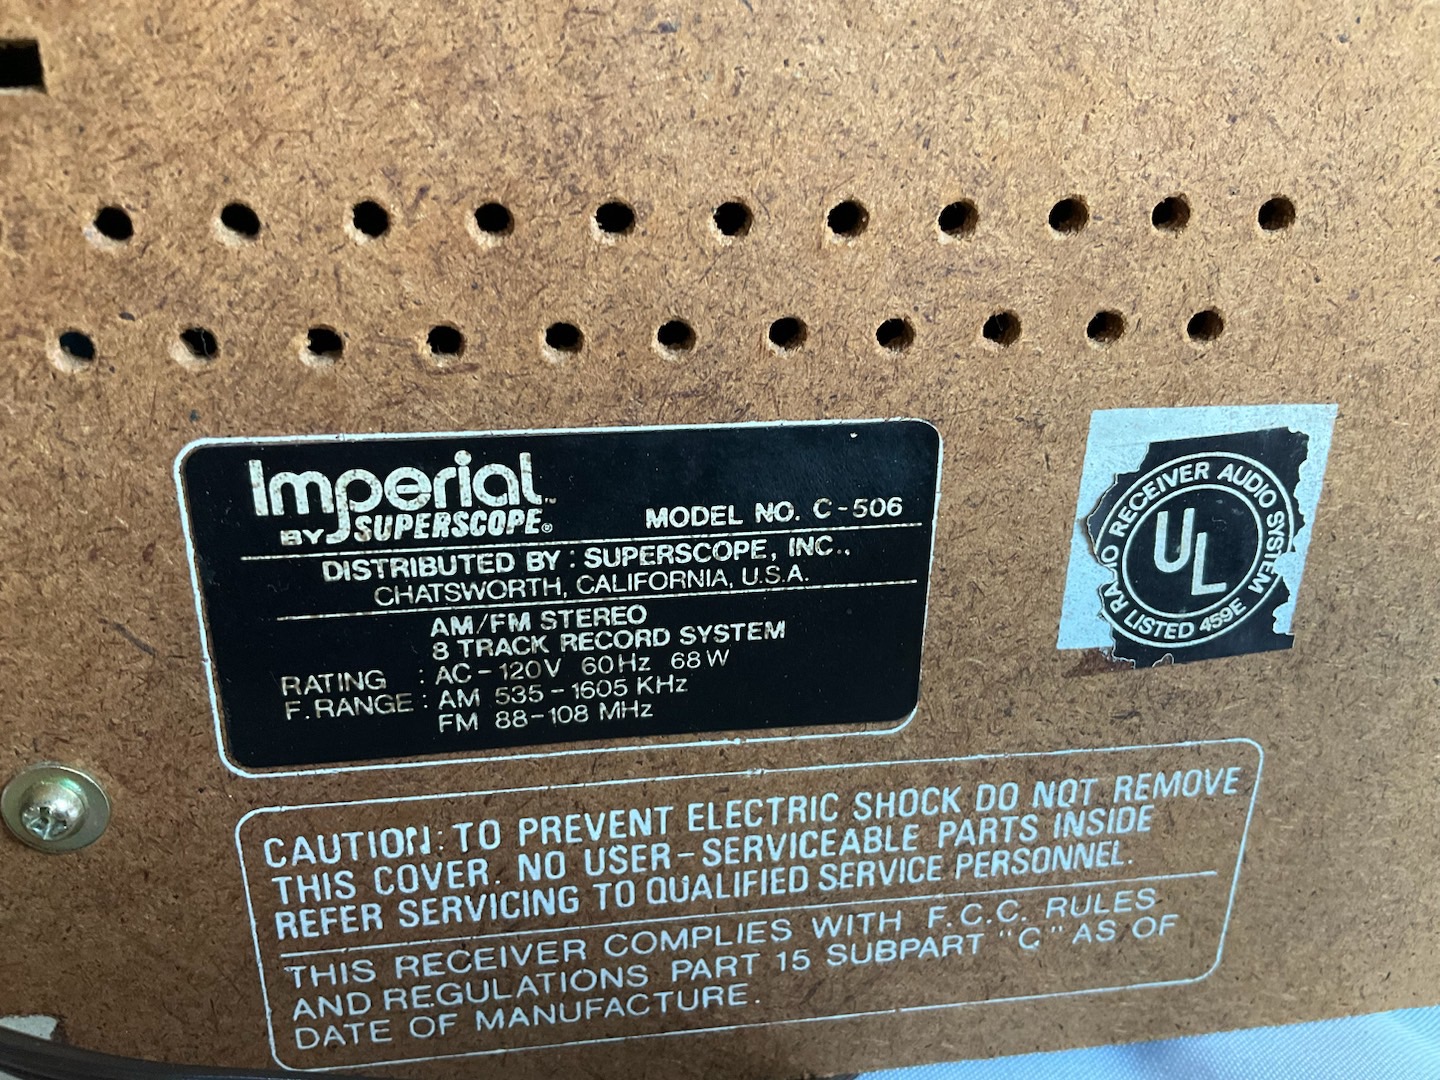 Imperial™
BY SUPERSCOPE®
MODEL NO. C-506
DISTRIBUTED BY : SUPERSCOPE, INC.,
CHATSWORTH, CALIFORNIA, U.S.A.
AM/FM STEREO
8 TRACK RECORD SYSTEM
RATING : AC-120V 60Hz 68W
F. RANGE : AM 535-1605 KHz
FM 88-108 MHz
RADIO RECEIVER AUDIO SYSTEM
UL
LISTED 459E
CAUTION: TO PREVENT ELECTRIC SHOCK DO NOT REMOVE
THIS COVER. NO USER-SERVICEABLE PARTS INSIDE
REFER SERVICING TO QUALIFIED SERVICE PERSONNEL.
THIS RECEIVER COMPLIES WITH F.C.C. RULES
AND REGULATIONS PART 15 SUBPART "C" AS OF
DATE OF MANUFACTURE.